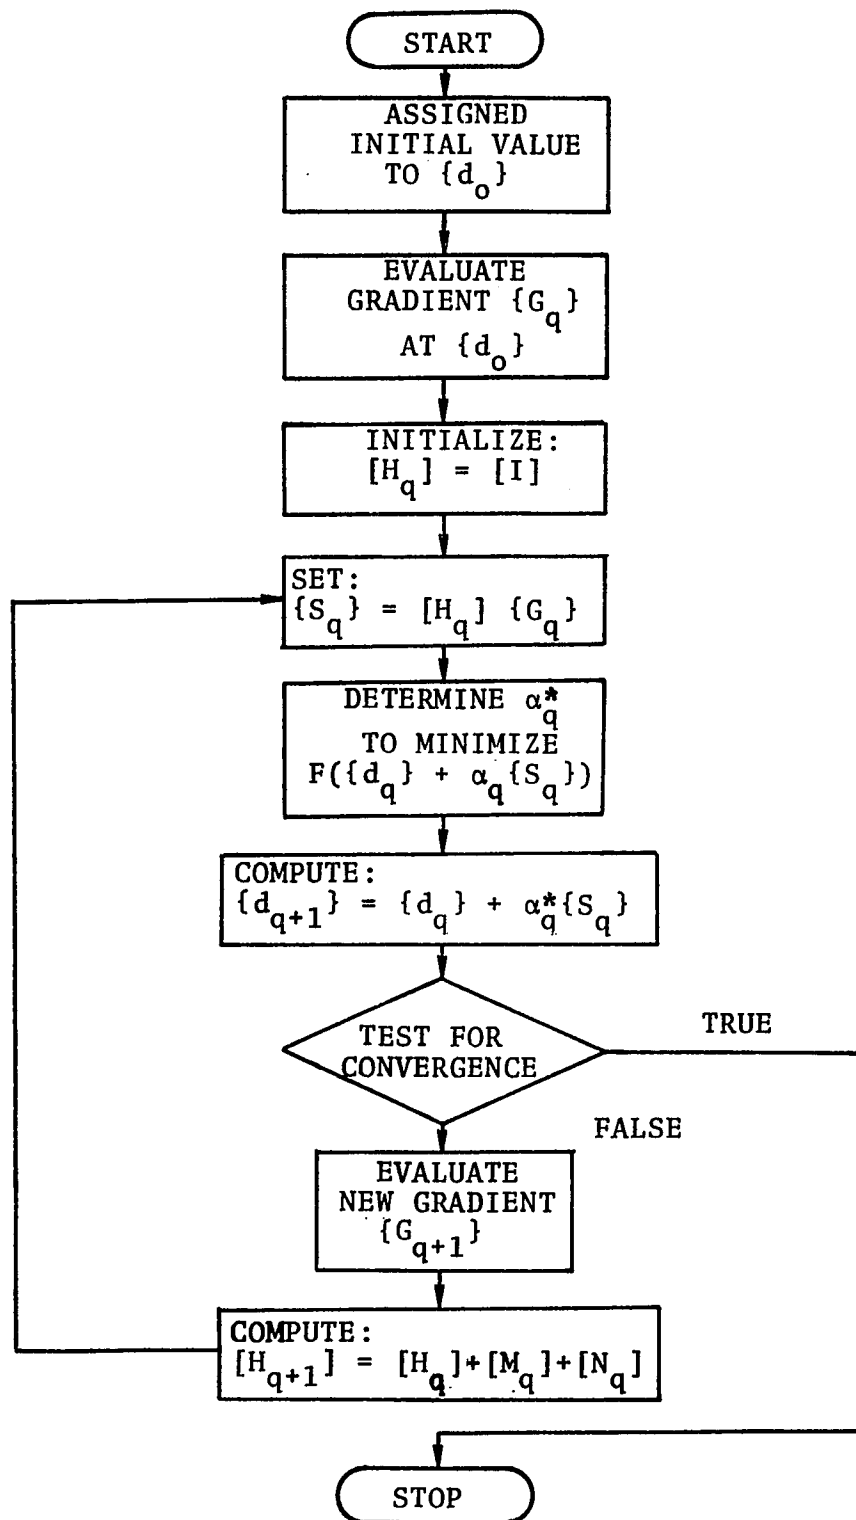 START
ASSIGNED
INITIAL VALUE
TO {d_o}
EVALUATE
GRADIENT {G_q}
AT {d_o}
INITIALIZE:
[H_q] = [I]
SET:
{S_q} = [H_q] {G_q}
DETERMINE α*_q
TO MINIMIZE
F({d_q} + α_q{S_q})
COMPUTE:
{d_q+1} = {d_q} + α*_q{S_q}
TEST FOR
CONVERGENCE
TRUE
FALSE
EVALUATE
NEW GRADIENT
{G_q+1}
COMPUTE:
[H_q+1] = [H_q]+[M_q]+[N_q]
STOP